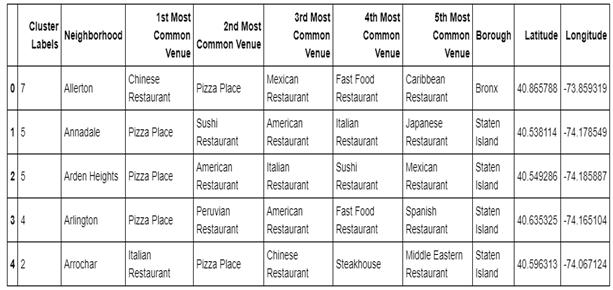 Cluster Labels Neighborhood 1st Most Common Venue 2nd Most Common Venue 3rd Most Common Venue 4th Most Common Venue 5th Most Common Venue Borough Latitude Longitude
0 7 Allerton Chinese Restaurant Pizza Place Mexican Restaurant Fast Food Restaurant Caribbean Restaurant Bronx 40.865788 -73.859319
1 5 Annadale Pizza Place Sushi Restaurant American Restaurant Italian Restaurant Japanese Restaurant Staten Island 40.538114 -74.178549
2 5 Arden Heights Pizza Place American Restaurant Italian Restaurant Sushi Restaurant Mexican Restaurant Staten Island 40.549286 -74.185887
3 4 Arlington Pizza Place Peruvian Restaurant American Restaurant Fast Food Restaurant Spanish Restaurant Staten Island 40.635325 -74.165104
4 2 Arrochar Italian Restaurant Pizza Place Chinese Restaurant Steakhouse Middle Eastern Restaurant Staten Island 40.596313 -74.067124